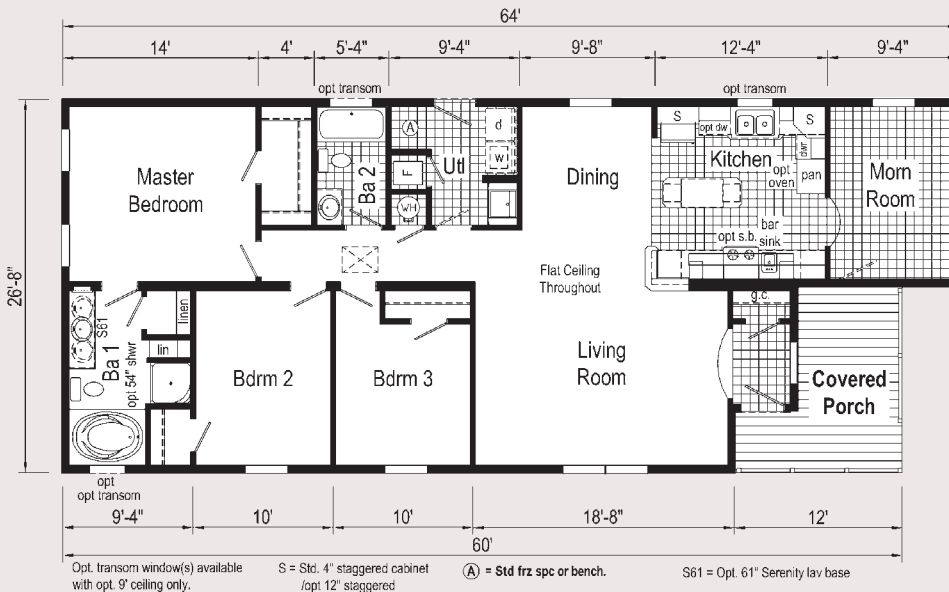 64'
14' 4' 5'-4" 9'-4" 9'-8" 12'-4" 9'-4"
opt transom opt transom
26'-8"
Master
Bedroom
Ba 2
A
F
WH
Utl
d
w
Dining
S
opt dw
S
Kitchen
dwr
opt
oven
pan
bar
sink
opt s.b.
Morn
Room
Flat Ceiling
Throughout
S61
Ba 1
linen
lin
opt 54" shwr
Bdrm 2
Bdrm 3
Living
Room
g.c.
Covered
Porch
opt
opt transom
9'-4" 10' 10' 18'-8" 12'
60'
Opt. transom window(s) available
with opt. 9' ceiling only.
S = Std. 4" staggered cabinet
/opt 12" staggered
A = Std frz spc or bench.
S61 = Opt. 61" Serenity lav base